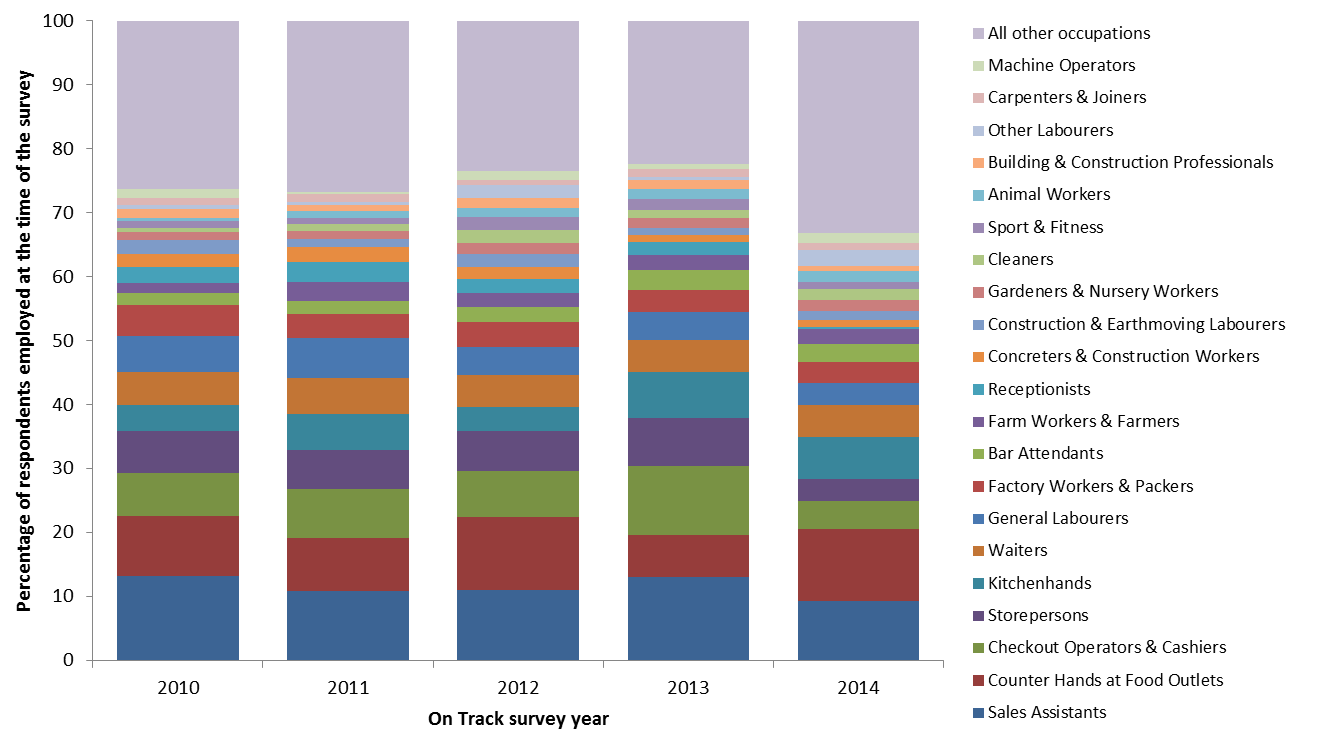 Percentage of respondents employed at the time of the survey
100
90
80
70
60
50
40
30
20
10
0
2010
2011
2012
2013
2014
On Track survey year
All other occupations
Machine Operators
Carpenters & Joiners
Other Labourers
Building & Construction Professionals
Animal Workers
Sport & Fitness
Cleaners
Gardeners & Nursery Workers
Construction & Earthmoving Labourers
Concreters & Construction Workers
Receptionists
Farm Workers & Farmers
Bar Attendants
Factory Workers & Packers
General Labourers
Waiters
Kitchenhands
Storepersons
Checkout Operators & Cashiers
Counter Hands at Food Outlets
Sales Assistants